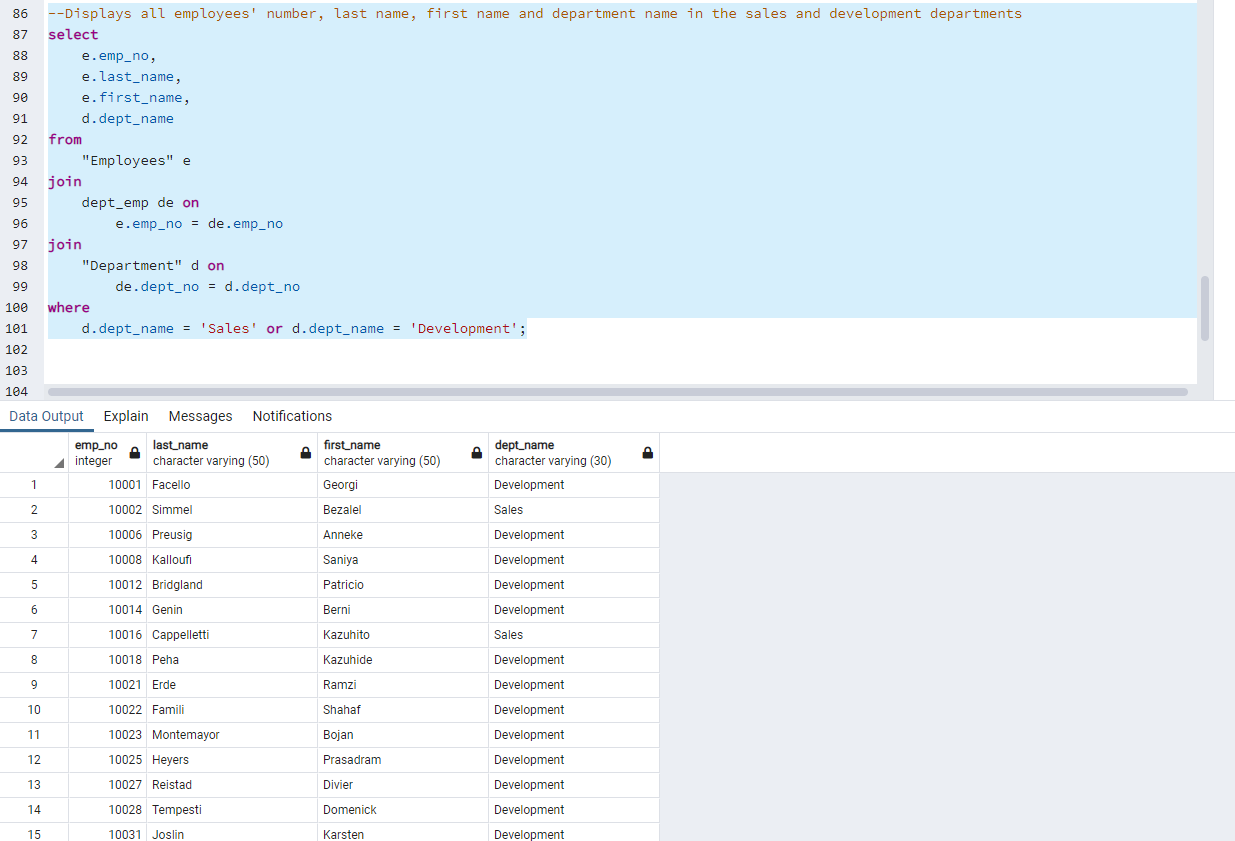 86 --Displays all employees' number, last name, first name and department name in the sales and development departments
87 select
88 e.emp_no,
89 e.last_name,
90 e.first_name,
91 d.dept_name
92 from
93 "Employees" e
94 join
95 dept_emp de on
96 e.emp_no = de.emp_no
97 join
98 "Department" d on
99 de.dept_no = d.dept_no
100 where
101 d.dept_name = 'Sales' or d.dept_name = 'Development';
102
103
104
Data Output Explain Messages Notifications
emp_no last_name first_name dept_name
integer character varying (50) character varying (50) character varying (30)
1 10001 Facello Georgi Development
2 10002 Simmel Bezalel Sales
3 10006 Preusig Anneke Development
4 10008 Kalloufi Saniya Development
5 10012 Bridgland Patricio Development
6 10014 Genin Berni Development
7 10016 Cappelletti Kazuhito Sales
8 10018 Peha Kazuhide Development
9 10021 Erde Ramzi Development
10 10022 Famili Shahaf Development
11 10023 Montemayor Bojan Development
12 10025 Heyers Prasadram Development
13 10027 Reistad Divier Development
14 10028 Tempesti Domenick Development
15 10031 Joslin Karsten Development